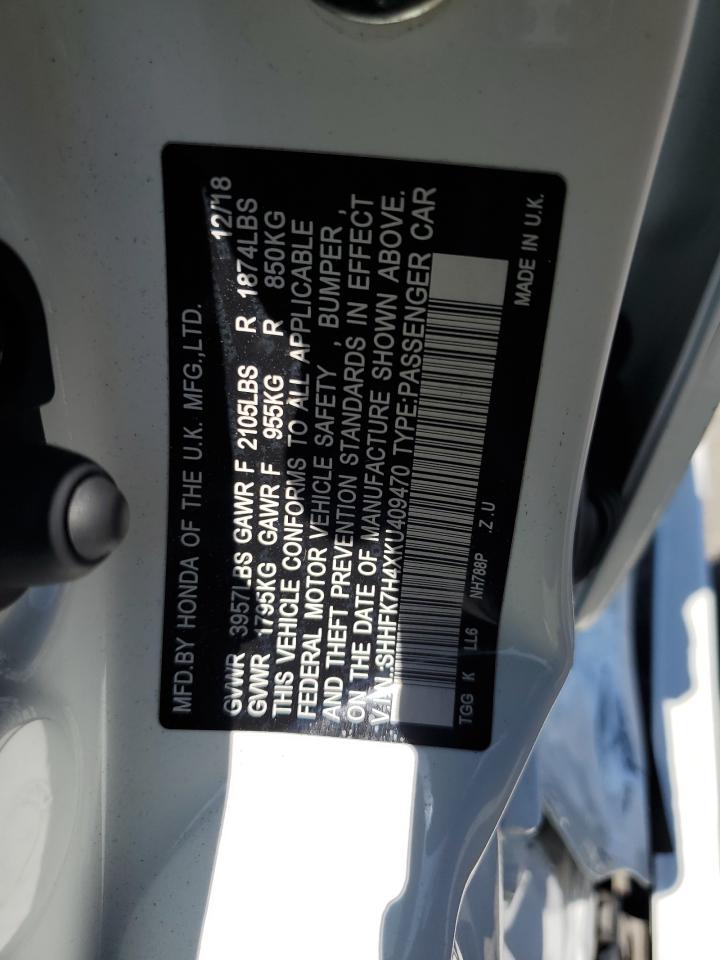 MFD.BY HONDA OF THE U.K. MFG.,LTD. 12/18
GVWR 3957LBS GAWR F 2105LBS R 1874LBS
GVWR 1795KG GAWR F 955KG R 850KG
THIS VEHICLE CONFORMS TO ALL APPLICABLE
FEDERAL MOTOR VEHICLE SAFETY , BUMPER ,
AND THEFT PREVENTION STANDARDS IN EFFECT
ON THE DATE OF MANUFACTURE SHOWN ABOVE.
V.I.N.:SHHFK7H4XKU409470 TYPE:PASSENGER CAR
TGG K LL6 NH788P .Z.U MADE IN U.K.